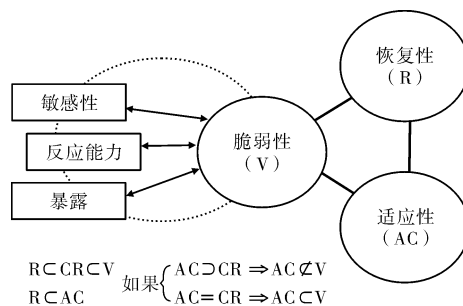 敏感性
反应能力
暴露
脆弱性
(V)
恢复性
(R)
适应性
(AC)
R⊂CR⊂V
R⊂AC
如果
AC⊃CR ⇒AC⊄V
AC=CR ⇒AC⊂V